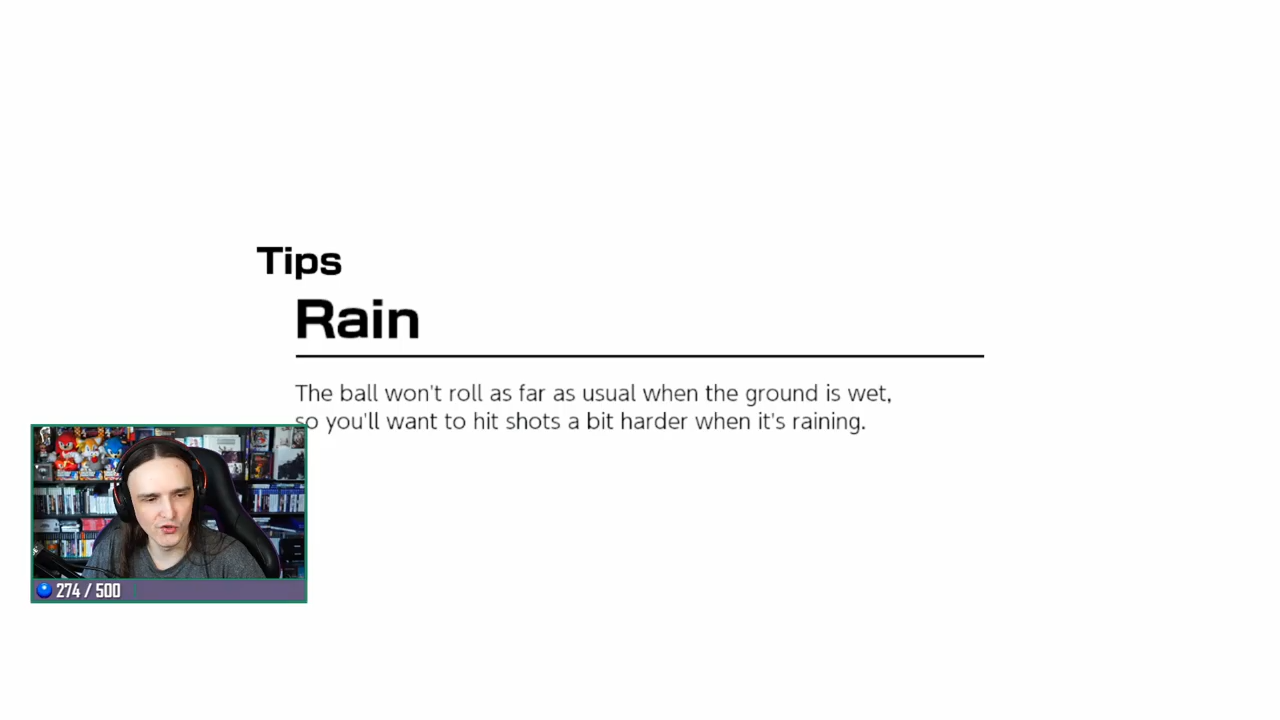 Tips
Rain
The ball won't roll as far as usual when the ground is wet,
so you'll want to hit shots a bit harder when it's raining.
274 / 500